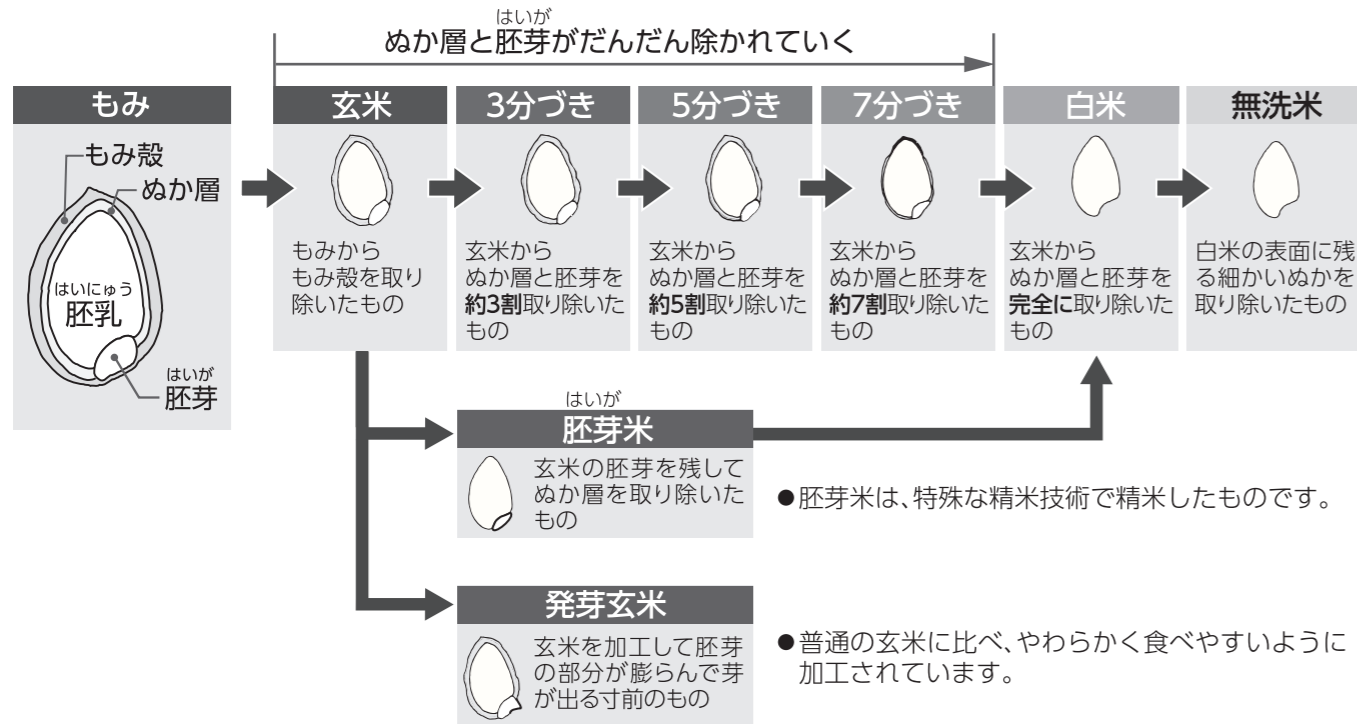 はいが
ぬか層と胚芽がだんだん除かれていく
もみ
もみ殻
ぬか層
はいにゅう
胚乳
はいが
胚芽
玄米
もみから
もみ殻を取り
除いたもの
3分づき
玄米から
ぬか層と胚芽を
約3割取り除いた
もの
5分づき
玄米から
ぬか層と胚芽を
約5割取り除いた
もの
7分づき
玄米から
ぬか層と胚芽を
約7割取り除いた
もの
白米
玄米から
ぬか層と胚芽を
完全に取り除いた
もの
無洗米
白米の表面に残
る細かいぬかを
取り除いたもの
はいが
胚芽米
玄米の胚芽を残して
ぬか層を取り除いた
もの
●胚芽米は、特殊な精米技術で精米したものです。
発芽玄米
玄米を加工して胚芽
の部分が膨らんで芽
が出る寸前のもの
●普通の玄米に比べ、やわらかく食べやすいように
加工されています。